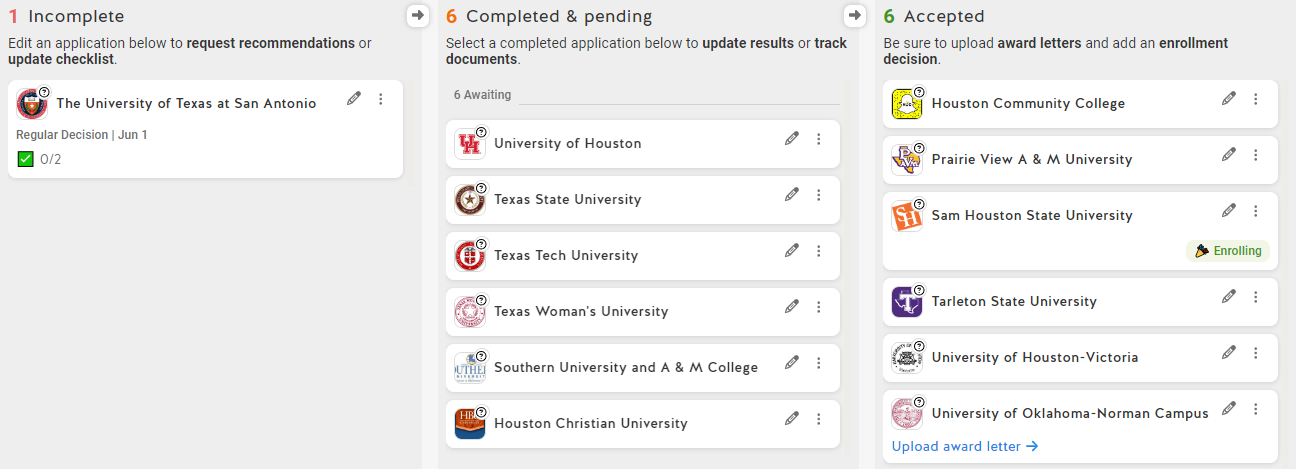 1 Incomplete
Edit an application below to request recommendations or
update checklist.
The University of Texas at San Antonio
Regular Decision | Jun 1
0/2
6 Completed & pending
Select a completed application below to update results or track
documents.
6 Awaiting
University of Houston
Texas State University
Texas Tech University
Texas Woman's University
Southern University and A & M College
Houston Christian University
6 Accepted
Be sure to upload award letters and add an enrollment
decision.
Houston Community College
Prairie View A & M University
Sam Houston State University
Enrolling
Tarleton State University
University of Houston-Victoria
University of Oklahoma-Norman Campus
Upload award letter